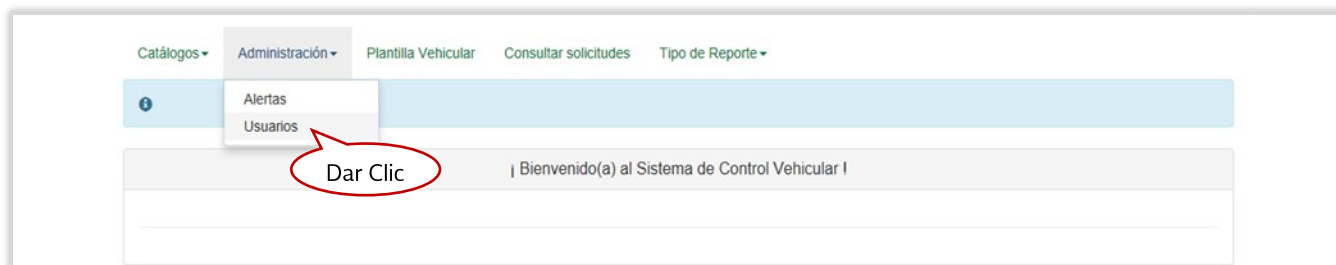 Catálogos Administración Plantilla Vehicular Consultar solicitudes Tipo de Reporte
Alertas
Usuarios
Dar Clic
¡ Bienvenido(a) al Sistema de Control Vehicular !